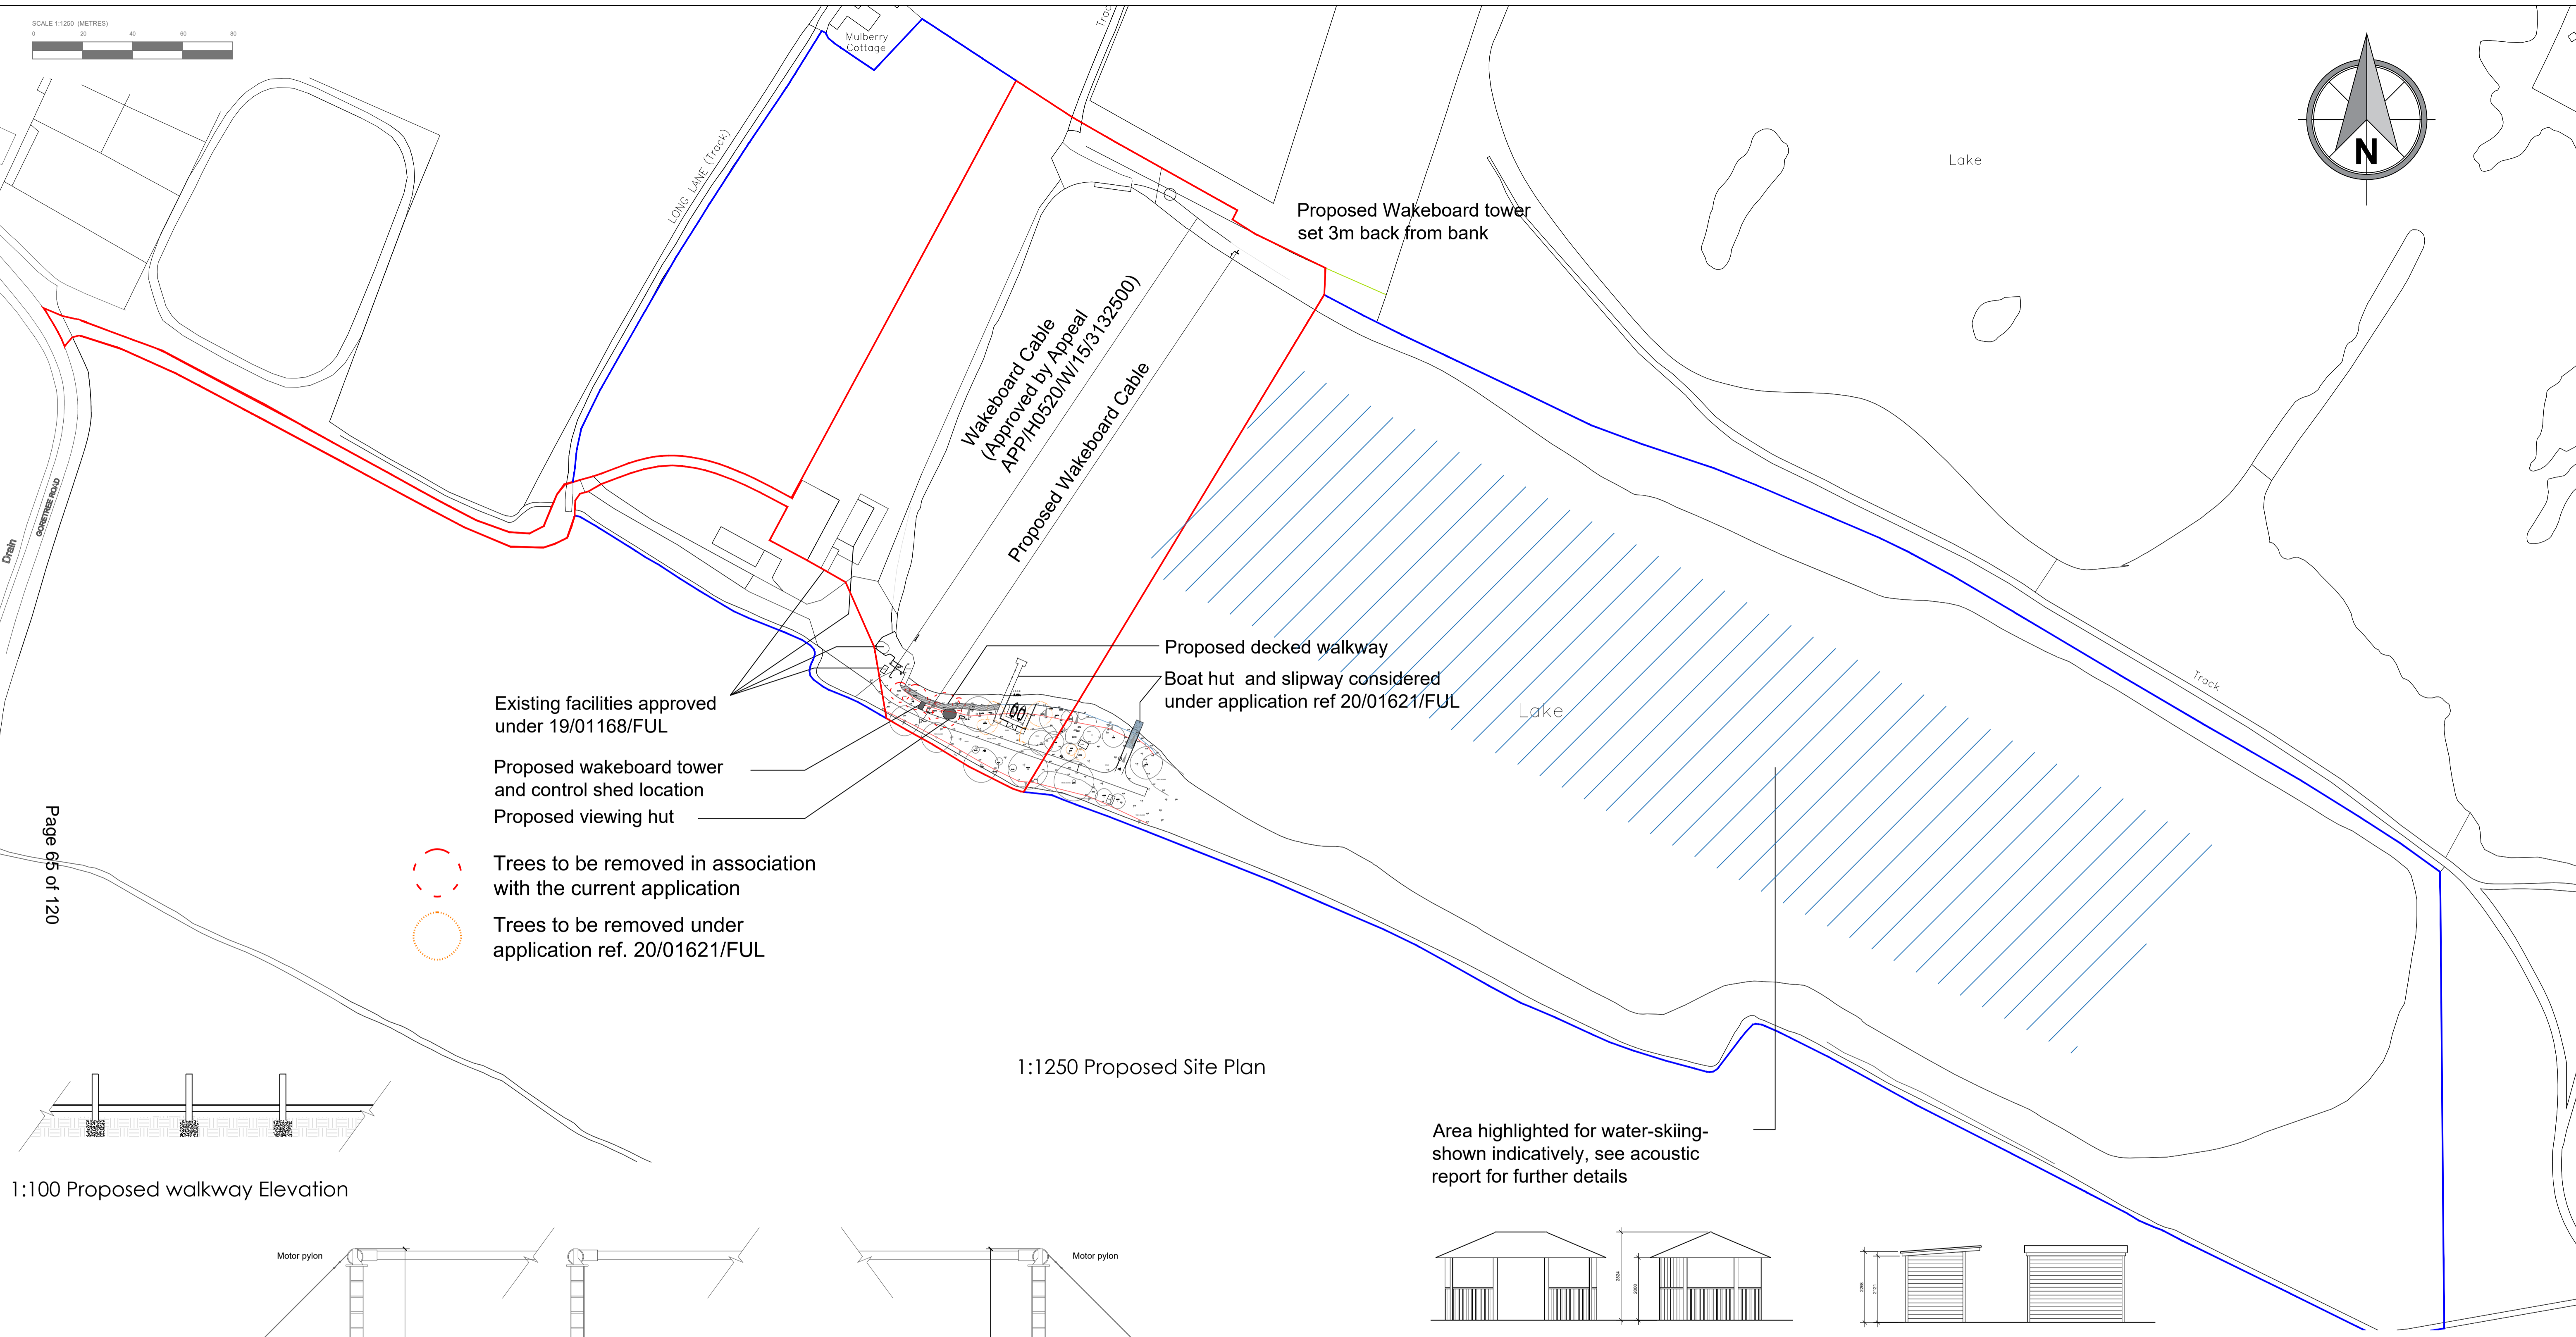 SCALE 1:1250 (METRES)
0 20 40 60 80
Mulberry
Cottage
Track
LONG LANE (Track)
Lake
N
Proposed Wakeboard tower
set 3m back from bank
Wakeboard Cable
(Approved by Appeal
APP/H0520/W/15/3132500)
Proposed Wakeboard Cable
Drain
GORETREE ROAD
Proposed decked walkway
Boat hut and slipway considered
under application ref 20/01621/FUL
Lake
Track
Existing facilities approved
under 19/01168/FUL
Proposed wakeboard tower
and control shed location
Proposed viewing hut
Trees to be removed in association
with the current application
Trees to be removed under
application ref. 20/01621/FUL
Page 65 of 120
1:1250 Proposed Site Plan
Area highlighted for water-skiing-
shown indicatively, see acoustic
report for further details
1:100 Proposed walkway Elevation
Motor pylon
Motor pylon
2924
2000
2298
2121